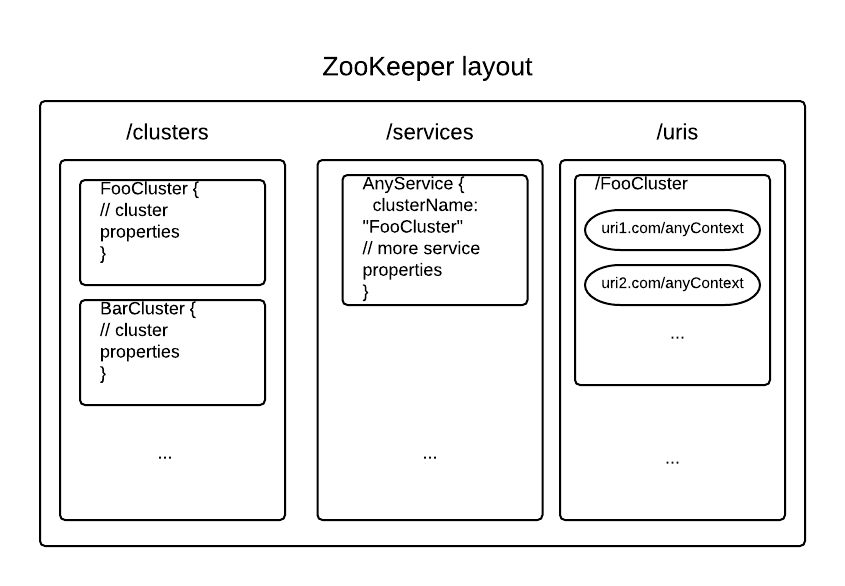 ZooKeeper layout
/clusters
FooCluster {
// cluster
properties
}
BarCluster {
// cluster
properties
}
...
/services
AnyService {
clusterName:
"FooCluster"
// more service
properties
}
...
/uris
/FooCluster
uri1.com/anyContext
uri2.com/anyContext
...
...